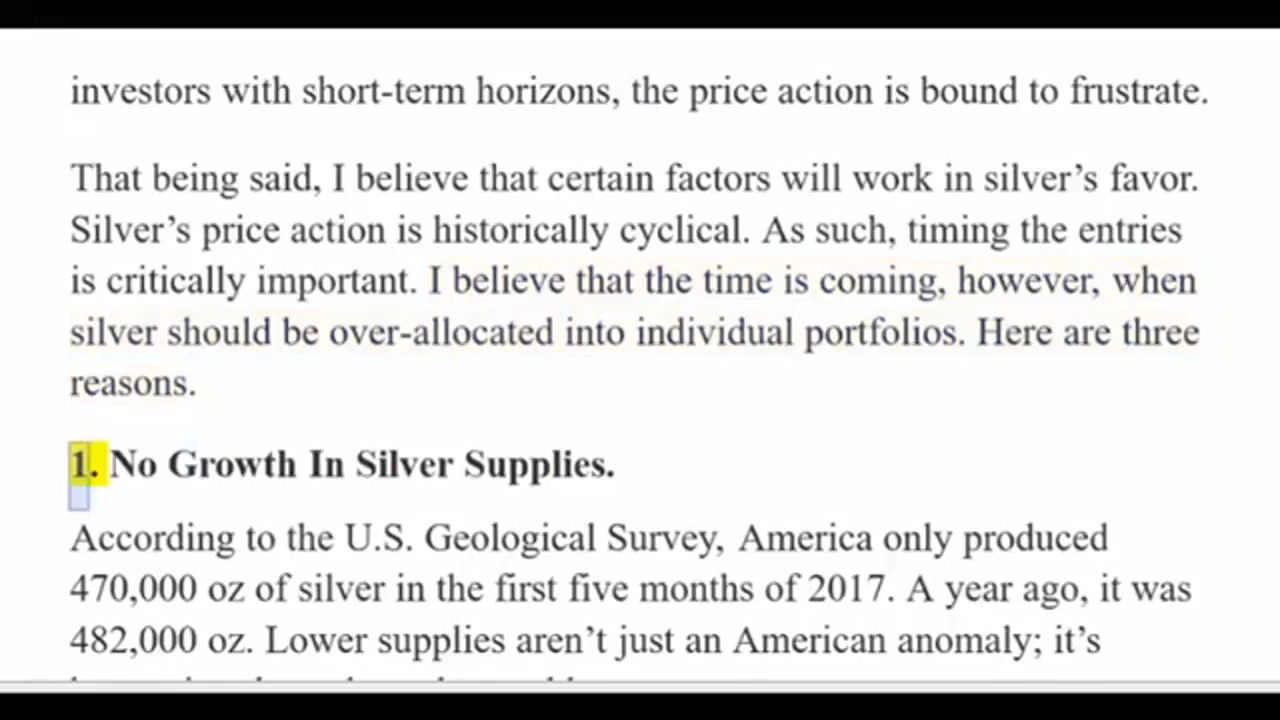 investors with short-term horizons, the price action is bound to frustrate.
That being said, I believe that certain factors will work in silver’s favor.
Silver’s price action is historically cyclical. As such, timing the entries
is critically important. I believe that the time is coming, however, when
silver should be over-allocated into individual portfolios. Here are three
reasons.
1. No Growth In Silver Supplies.
According to the U.S. Geological Survey, America only produced
470,000 oz of silver in the first five months of 2017. A year ago, it was
482,000 oz. Lower supplies aren’t just an American anomaly; it’s